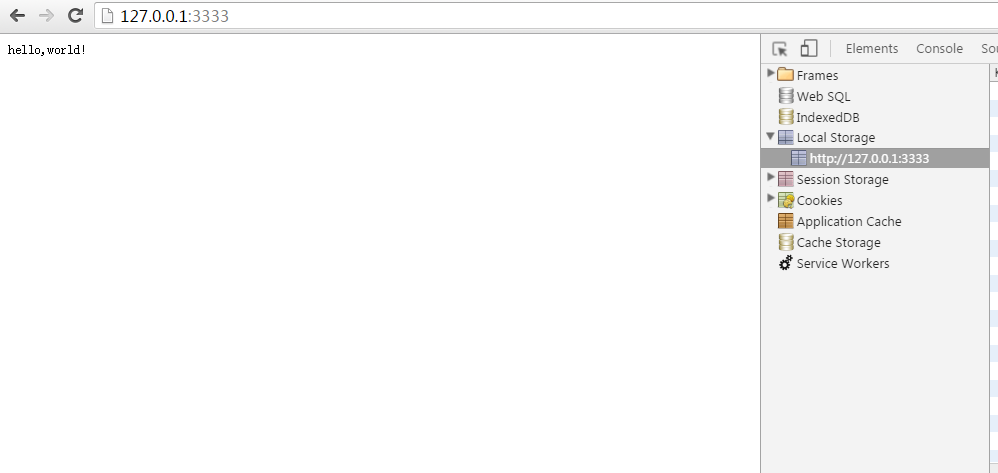 127.0.0.1:3333
hello,world!
Elements Console
Frames
Web SQL
IndexedDB
Local Storage
http://127.0.0.1:3333
Session Storage
Cookies
Application Cache
Cache Storage
Service Workers